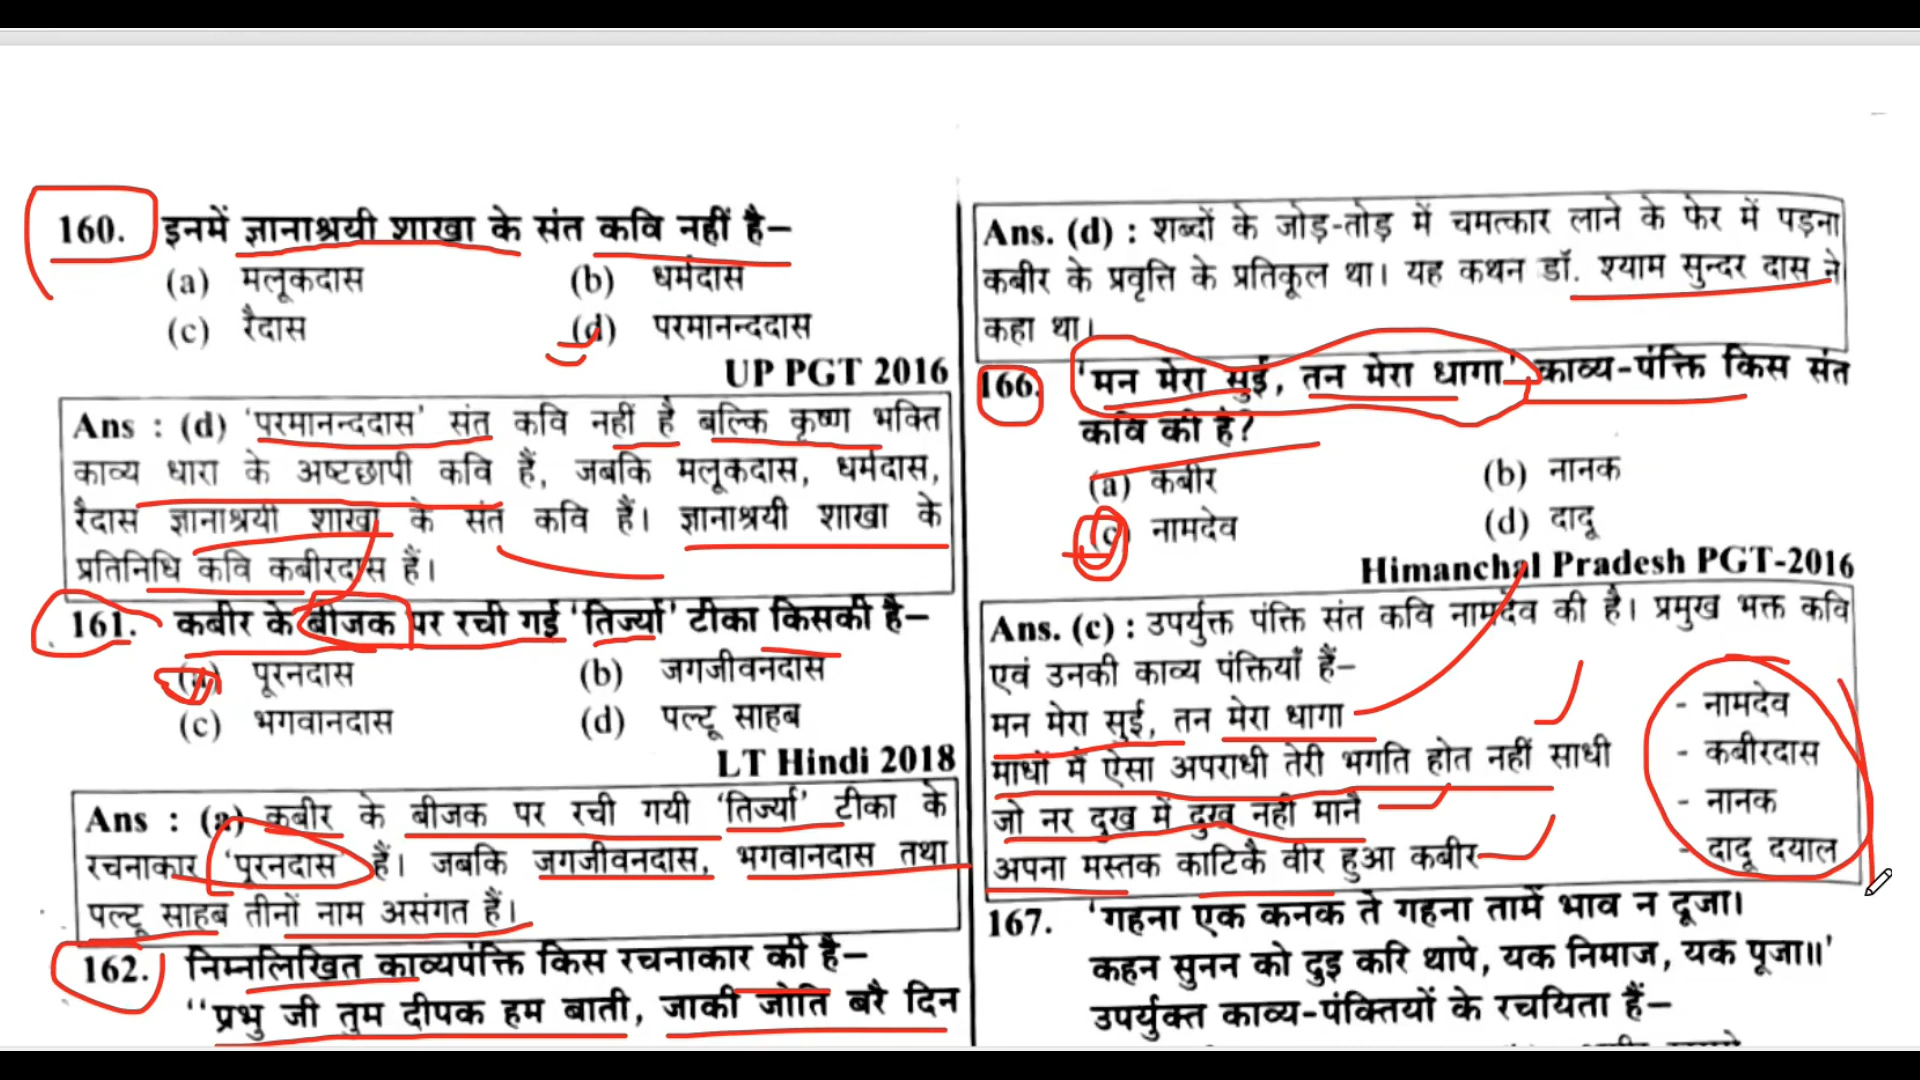 160. इनमें ज्ञानाश्रयी शाखा के संत कवि नहीं है–
(a) मलूकदास (b) धर्मदास
(c) रैदास (d) परमानन्ददास
UP PGT 2016
Ans : (d) 'परमानन्ददास' संत कवि नहीं है बल्कि कृष्ण भक्ति
काव्य धारा के अष्टछापी कवि हैं, जबकि मलूकदास, धर्मदास,
रैदास ज्ञानाश्रयी शाखा के संत कवि हैं। ज्ञानाश्रयी शाखा के
प्रतिनिधि कवि कबीरदास हैं।
161. कबीर के बीजक पर रची गई 'तिर्ज्या' टीका किसकी है–
(a) पूरनदास (b) जगजीवनदास
(c) भगवानदास (d) पल्टू साहब
LT Hindi 2018
Ans : (a) कबीर के बीजक पर रची गयी 'तिर्ज्या' टीका के
रचनाकार 'पूरनदास' हैं। जबकि जगजीवनदास, भगवानदास तथा
पल्टू साहब तीनों नाम असंगत हैं।
162. निम्नलिखित काव्यपंक्ति किस रचनाकार की है–
"प्रभु जी तुम दीपक हम बाती, जाकी जोति बरै दिन
Ans. (d) : शब्दों के जोड़-तोड़ में चमत्कार लाने के फेर में पड़ना
कबीर के प्रवृत्ति के प्रतिकूल था। यह कथन डॉ. श्याम सुन्दर दास ने
कहा था।
166. 'मन मेरा सुई, तन मेरा धागा' काव्य-पंक्ति किस संत
कवि की है?
(a) कबीर (b) नानक
(c) नामदेव (d) दादू
Himanchal Pradesh PGT-2016
Ans. (c) : उपर्युक्त पंक्ति संत कवि नामदेव की है। प्रमुख भक्त कवि
एवं उनकी काव्य पंक्तियाँ हैं–
मन मेरा सुई, तन मेरा धागा - नामदेव
माधों मैं ऐसा अपराधी तेरी भगति होत नहीं साधी - कबीरदास
जो नर दुख में दुख नहीं मानै - नानक
अपना मस्तक काटिकै वीर हुआ कबीर - दादू दयाल
167. 'गहना एक कनक ते गहना तामें भाव न दूजा।
कहन सुनन को दुइ करि थापे, यक निमाज, यक पूजा॥'
उपर्युक्त काव्य-पंक्तियों के रचयिता हैं–